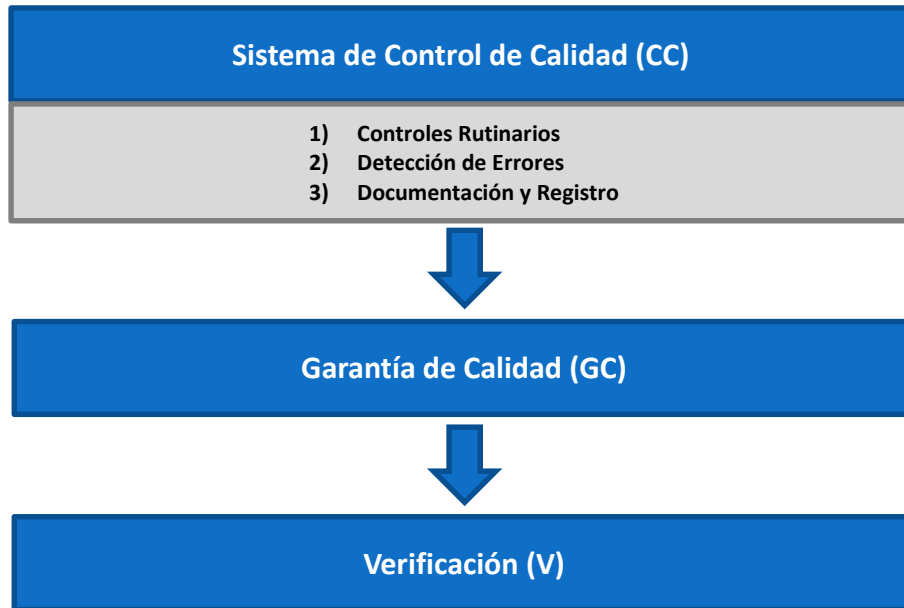 Sistema de Control de Calidad (CC)
1) Controles Rutinarios
2) Detección de Errores
3) Documentación y Registro
Garantía de Calidad (GC)
Verificación (V)